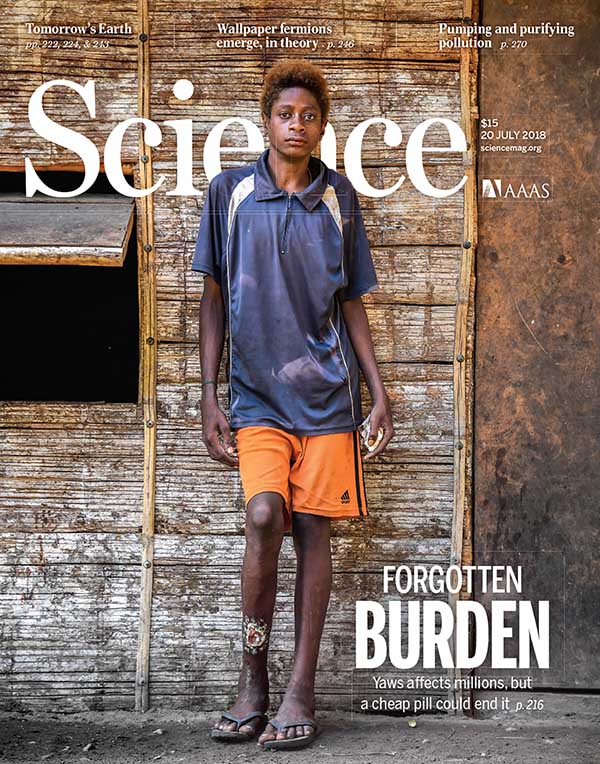 Tomorrow's Earth
pp. 222, 224, & 243
Wallpaper fermions
emerge, in theory p. 246
Pumping and purifying
pollution p. 270
Science
$15
20 JULY 2018
sciencemag.org
AAAS
FORGOTTEN
BURDEN
Yaws affects millions, but
a cheap pill could end it p. 216